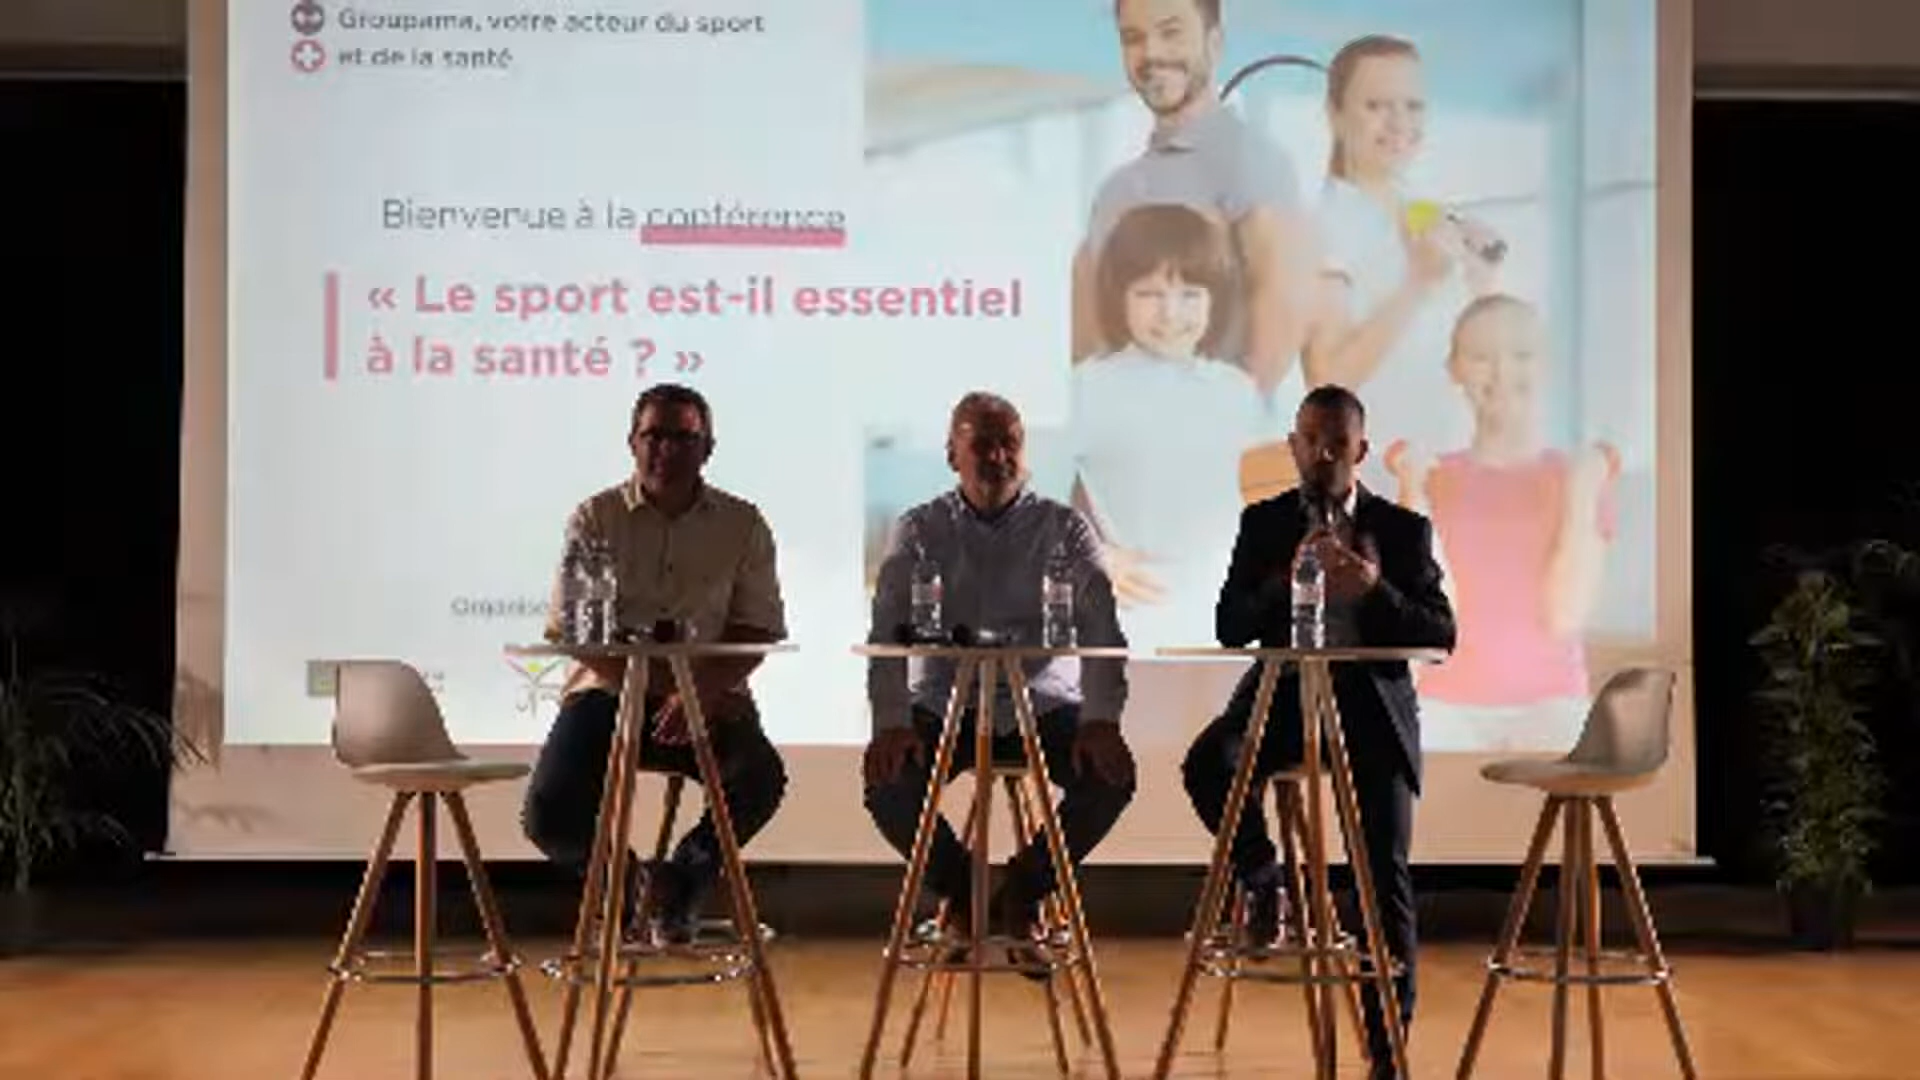 Groupama, votre acteur du sport
et de la santé
Bienvenue à la conférence
« Le sport est-il essentiel
à la santé ? »
Organisé